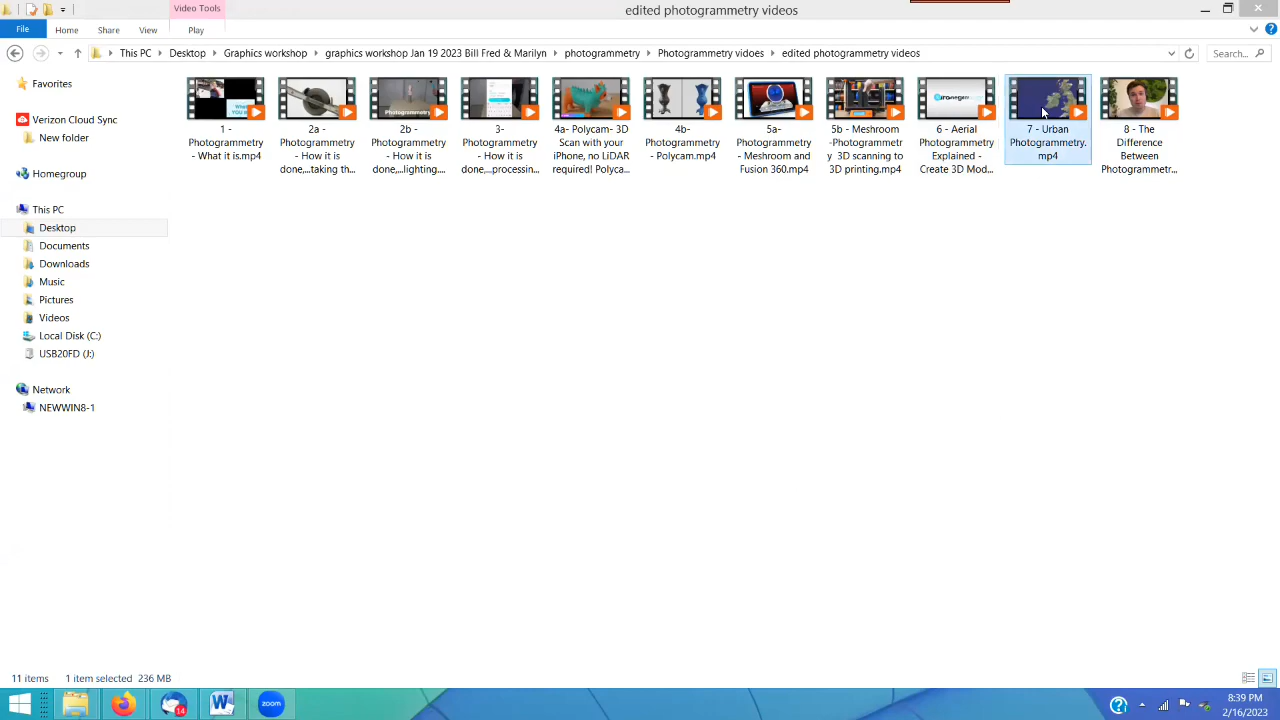 Video Tools
edited photogrammetry videos
File
Home
Share
View
Play
This PC
Desktop
Graphics workshop
graphics workshop Jan 19 2023 Bill Fred & Marilyn
photogrammetry
Photogrammetry vidoes
edited photogrammetry videos
Search...
Favorites
Verizon Cloud Sync
New folder
Homegroup
This PC
Desktop
Documents
Downloads
Music
Pictures
Videos
Local Disk (C:)
USB20FD (J:)
Network
NEWWIN8-1
1 -
Photogrammetry
- What it is.mp4
2a -
Photogrammetry
- How it is
done,...taking th...
Photogrammetry
2b -
Photogrammetry
- How it is
done,...lighting....
3-
Photogrammetry
- How it is
done,...processin...
4a- Polycam- 3D
Scan with your
iPhone, no LiDAR
required! Polyca...
4b-
Photogrammetry
- Polycam.mp4
5a-
Photogrammetry
- Meshroom and
Fusion 360.mp4
5b - Meshroom
-Photogrammetr
y 3D scanning to
3D printing.mp4
6 - Aerial
Photogrammetry
Explained -
Create 3D Mod...
7 - Urban
Photogrammetry.
mp4
8 - The
Difference
Between
Photogrammetr...
11 items
1 item selected 236 MB
W
14
zoom
8:39 PM
2/16/2023